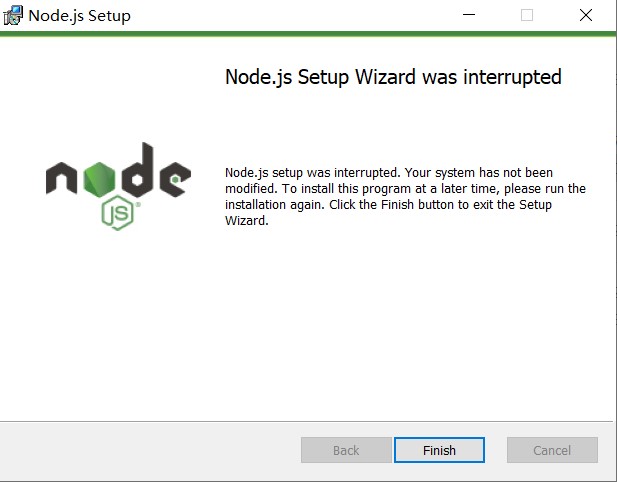 Node.js Setup
Node.js Setup Wizard was interrupted
node
JS
Node.js setup was interrupted. Your system has not been
modified. To install this program at a later time, please run the
installation again. Click the Finish button to exit the Setup
Wizard.
Back
Finish
Cancel